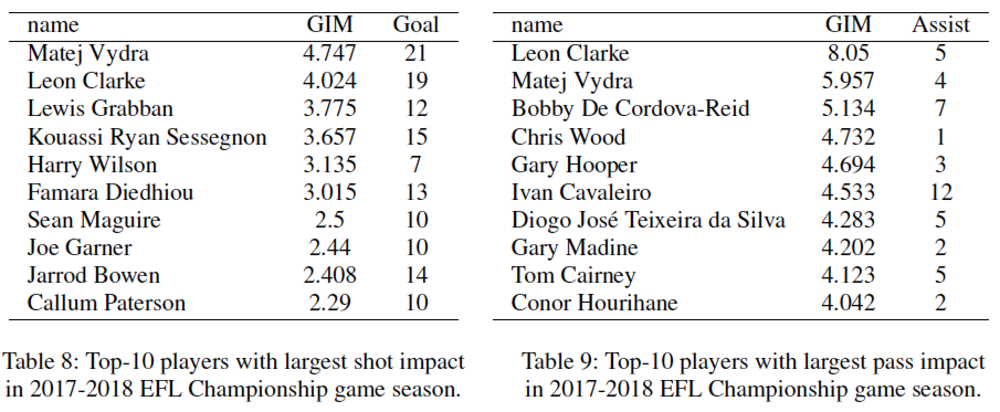 name GIM Goal
Matej Vydra 4.747 21
Leon Clarke 4.024 19
Lewis Grabban 3.775 12
Kouassi Ryan Sessegnon 3.657 15
Harry Wilson 3.135 7
Famara Diedhiou 3.015 13
Sean Maguire 2.5 10
Joe Garner 2.44 10
Jarrod Bowen 2.408 14
Callum Paterson 2.29 10
Table 8: Top-10 players with largest shot impact
in 2017-2018 EFL Championship game season.
name GIM Assist
Leon Clarke 8.05 5
Matej Vydra 5.957 4
Bobby De Cordova-Reid 5.134 7
Chris Wood 4.732 1
Gary Hooper 4.694 3
Ivan Cavaleiro 4.533 12
Diogo José Teixeira da Silva 4.283 5
Gary Madine 4.202 2
Tom Cairney 4.123 5
Conor Hourihane 4.042 2
Table 9: Top-10 players with largest pass impact
in 2017-2018 EFL Championship game season.